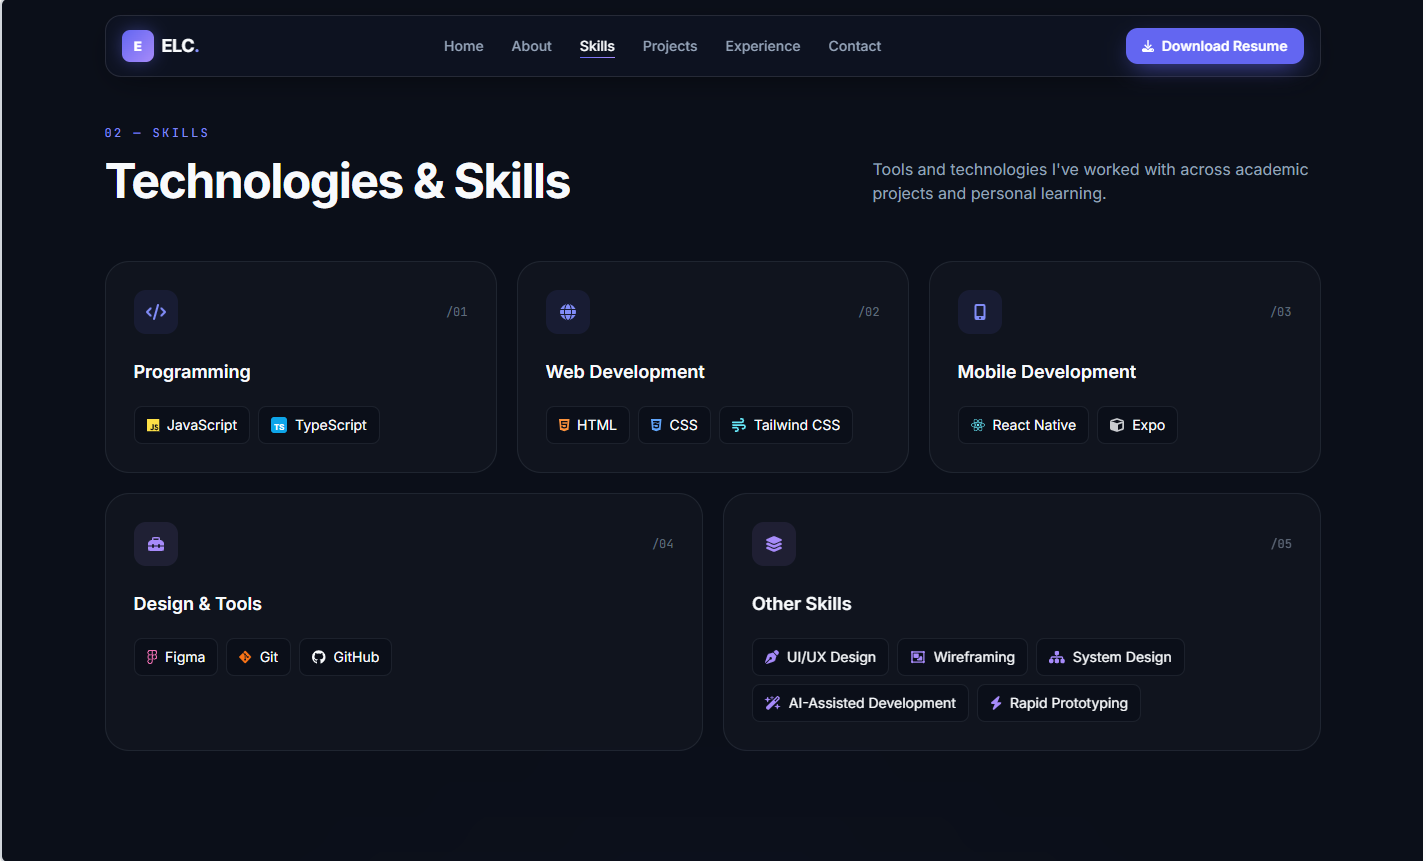 E ELC.
Home About Skills Projects Experience Contact
Download Resume
02 — SKILLS
Technologies & Skills
Tools and technologies I've worked with across academic
projects and personal learning.
/01
Programming
JS JavaScript TS TypeScript
/02
Web Development
HTML CSS Tailwind CSS
/03
Mobile Development
React Native Expo
/04
Design & Tools
Figma Git GitHub
/05
Other Skills
UI/UX Design Wireframing System Design
AI-Assisted Development Rapid Prototyping